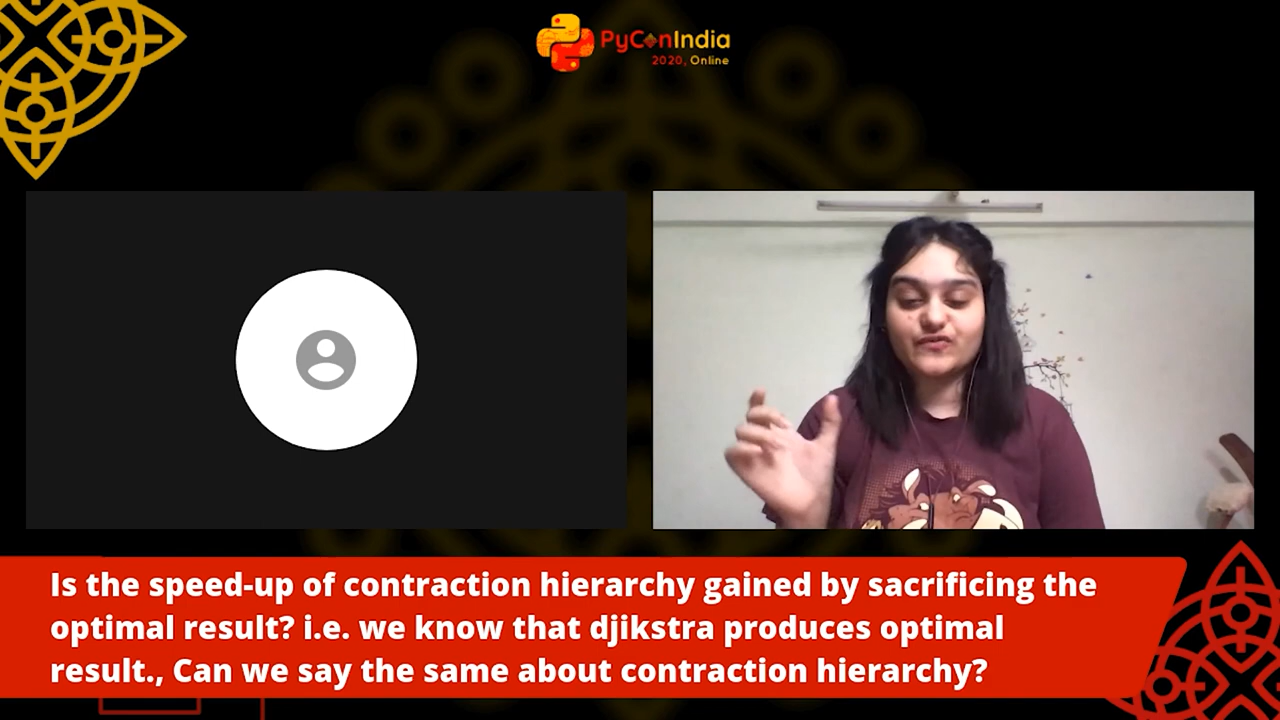 PyConIndia
2020, Online
Is the speed-up of contraction hierarchy gained by sacrificing the
optimal result? i.e. we know that djikstra produces optimal
result., Can we say the same about contraction hierarchy?